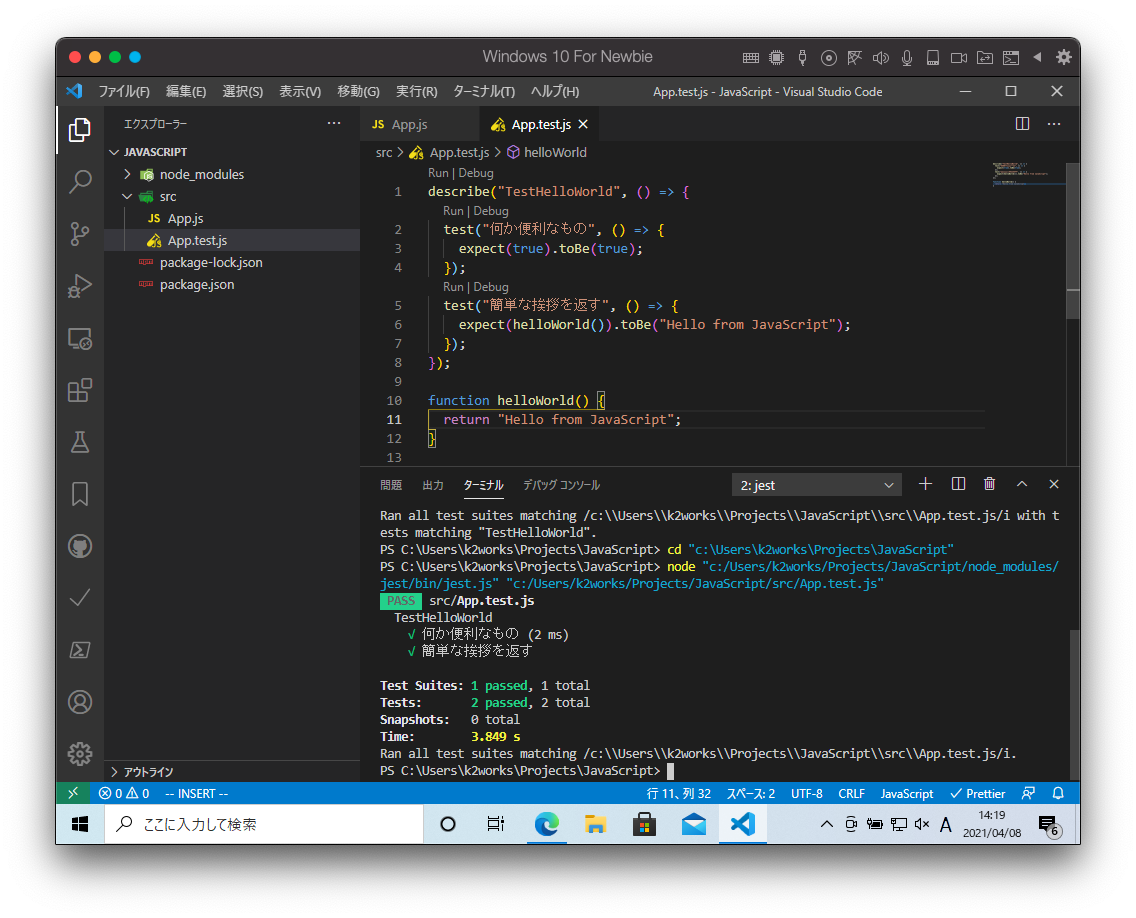 Windows 10 For Newbie
ファイル(F) 編集(E) 選択(S) 表示(V) 移動(G) 実行(R) ターミナル(T) ヘルプ(H) App.test.js - JavaScript - Visual Studio Code
エクスプローラー
JAVASCRIPT
node_modules
src
JS App.js
App.test.js
package-lock.json
package.json
アウトライン
JS App.js App.test.js
src > App.test.js > helloWorld
Run | Debug
1 describe("TestHelloWorld", () => {
Run | Debug
2 test("何か便利なもの", () => {
3 expect(true).toBe(true);
4 });
Run | Debug
5 test("簡単な挨拶を返す", () => {
6 expect(helloWorld()).toBe("Hello from JavaScript");
7 });
8 });
9
10 function helloWorld() {
11 return "Hello from JavaScript";
12 }
13
問題 出力 ターミナル デバッグ コンソール 2: jest
Ran all test suites matching /c:\\Users\\k2works\\Projects\\JavaScript\\src\\App.test.js/i with t
ests matching "TestHelloWorld".
PS C:\Users\k2works\Projects\JavaScript> cd "c:\Users\k2works\Projects\JavaScript"
PS C:\Users\k2works\Projects\JavaScript> node "c:/Users/k2works/Projects/JavaScript/node_modules/
jest/bin/jest.js" "c:/Users/k2works/Projects/JavaScript/src/App.test.js"
PASS src/App.test.js
TestHelloWorld
√ 何か便利なもの (2 ms)
√ 簡単な挨拶を返す
Test Suites: 1 passed, 1 total
Tests: 2 passed, 2 total
Snapshots: 0 total
Time: 3.849 s
Ran all test suites matching /c:\\Users\\k2works\\Projects\\JavaScript\\src\\App.test.js/i.
PS C:\Users\k2works\Projects\JavaScript>
0 0 -- INSERT -- 行 11、列 32 スペース: 2 UTF-8 CRLF JavaScript Prettier
ここに入力して検索
A
14:19
2021/04/08
6